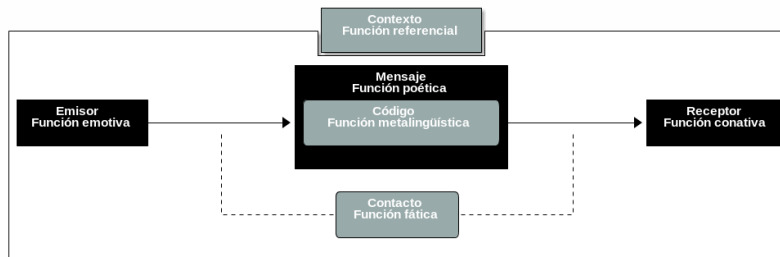 Contexto
Función referencial
Mensaje
Función poética
Emisor
Función emotiva
Código
Función metalingüística
Receptor
Función conativa
Contacto
Función fática